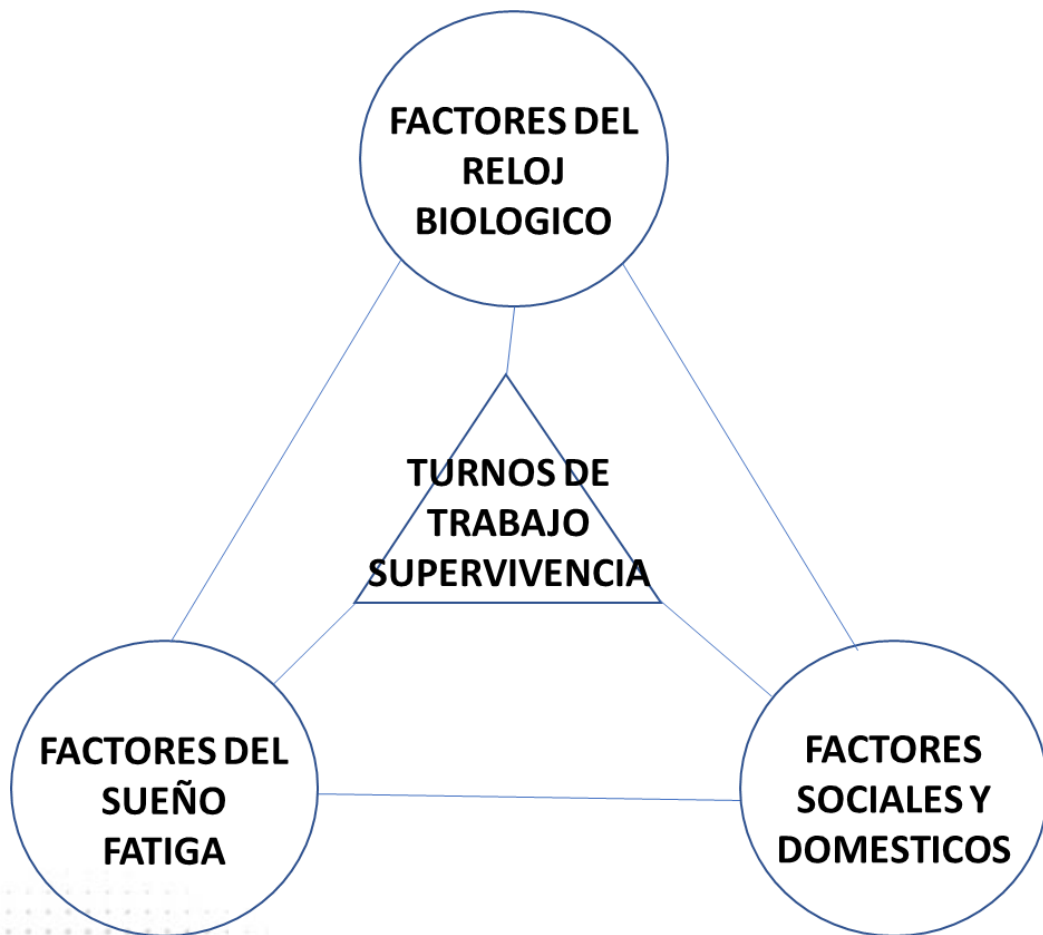 FACTORES DEL
RELOJ
BIOLOGICO
TURNOS DE
TRABAJO
SUPERVIVENCIA
FACTORES DEL
SUEÑO
FATIGA
FACTORES
SOCIALES Y
DOMESTICOS